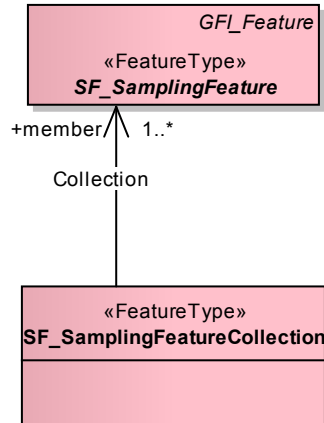 GFI_Feature
«FeatureType»
SF_SamplingFeature
+member 1..*
Collection
«FeatureType»
SF_SamplingFeatureCollection